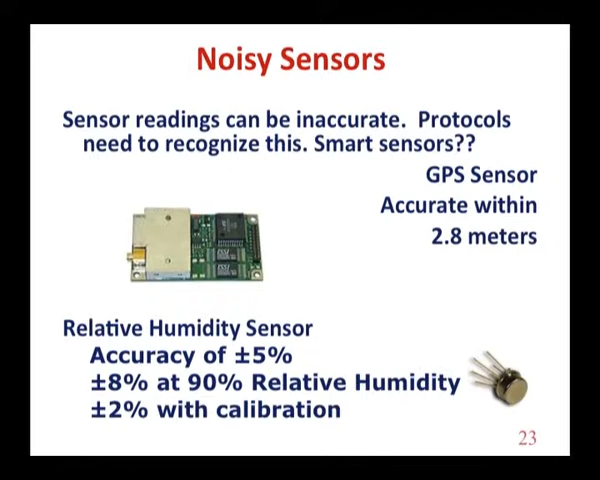 Noisy Sensors
Sensor readings can be inaccurate. Protocols
need to recognize this. Smart sensors??
GPS Sensor
Accurate within
2.8 meters
Relative Humidity Sensor
Accuracy of ±5%
±8% at 90% Relative Humidity
±2% with calibration
23